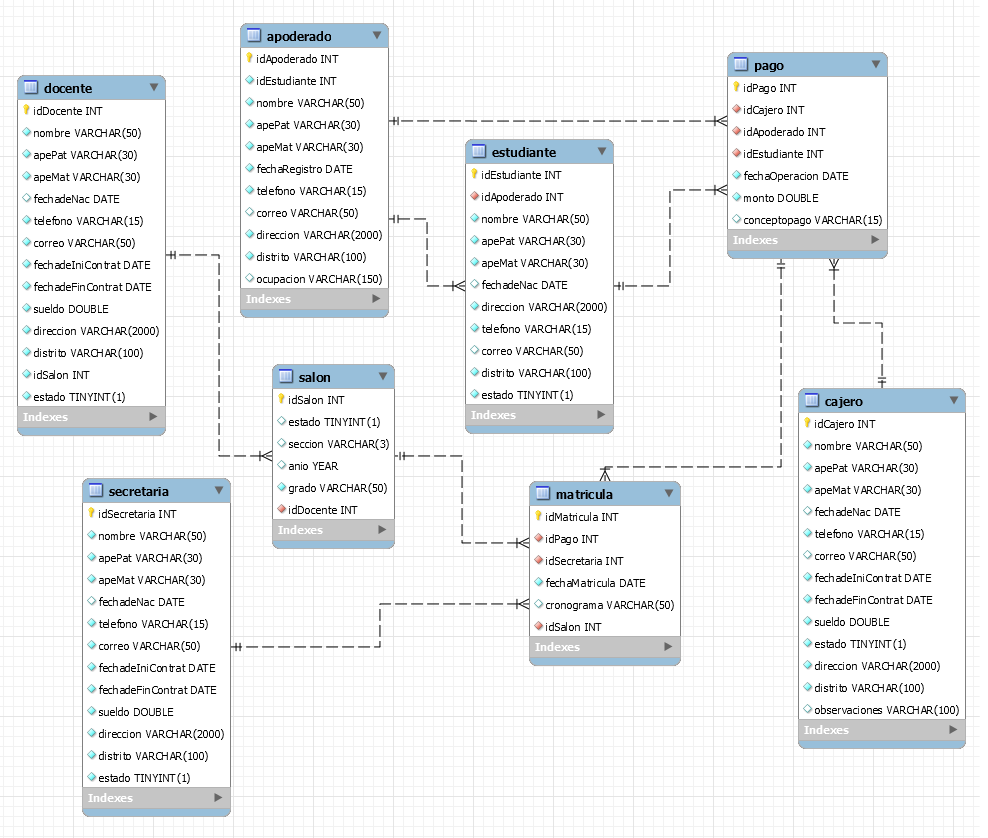 apoderado
idApoderado INT
idEstudiante INT
nombre VARCHAR(50)
apePat VARCHAR(30)
apeMat VARCHAR(30)
fechaRegistro DATE
telefono VARCHAR(15)
correo VARCHAR(50)
direccion VARCHAR(2000)
distrito VARCHAR(100)
ocupacion VARCHAR(150)
Indexes
pago
idPago INT
idCajero INT
idApoderado INT
idEstudiante INT
fechaOperacion DATE
monto DOUBLE
conceptopago VARCHAR(15)
Indexes
docente
idDocente INT
nombre VARCHAR(50)
apePat VARCHAR(30)
apeMat VARCHAR(30)
fechadeNac DATE
telefono VARCHAR(15)
correo VARCHAR(50)
fechadeIniContrat DATE
fechadeFinContrat DATE
sueldo DOUBLE
direccion VARCHAR(2000)
distrito VARCHAR(100)
idSalon INT
estado TINYINT(1)
Indexes
estudiante
idEstudiante INT
idApoderado INT
nombre VARCHAR(50)
apePat VARCHAR(30)
apeMat VARCHAR(30)
fechadeNac DATE
direccion VARCHAR(2000)
telefono VARCHAR(15)
correo VARCHAR(50)
distrito VARCHAR(100)
estado TINYINT(1)
Indexes
salon
idSalon INT
estado TINYINT(1)
seccion VARCHAR(3)
anio YEAR
grado VARCHAR(50)
idDocente INT
Indexes
cajero
idCajero INT
nombre VARCHAR(50)
apePat VARCHAR(30)
apeMat VARCHAR(30)
fechadeNac DATE
telefono VARCHAR(15)
correo VARCHAR(50)
fechadeIniContrat DATE
fechadeFinContrat DATE
sueldo DOUBLE
estado TINYINT(1)
direccion VARCHAR(2000)
distrito VARCHAR(100)
observaciones VARCHAR(100)
Indexes
secretaria
idSecretaria INT
nombre VARCHAR(50)
apePat VARCHAR(30)
apeMat VARCHAR(30)
fechadeNac DATE
telefono VARCHAR(15)
correo VARCHAR(50)
fechadeIniContrat DATE
fechadeFinContrat DATE
sueldo DOUBLE
direccion VARCHAR(2000)
distrito VARCHAR(100)
estado TINYINT(1)
Indexes
matricula
idMatricula INT
idPago INT
idSecretaria INT
fechaMatricula DATE
cronograma VARCHAR(50)
idSalon INT
Indexes